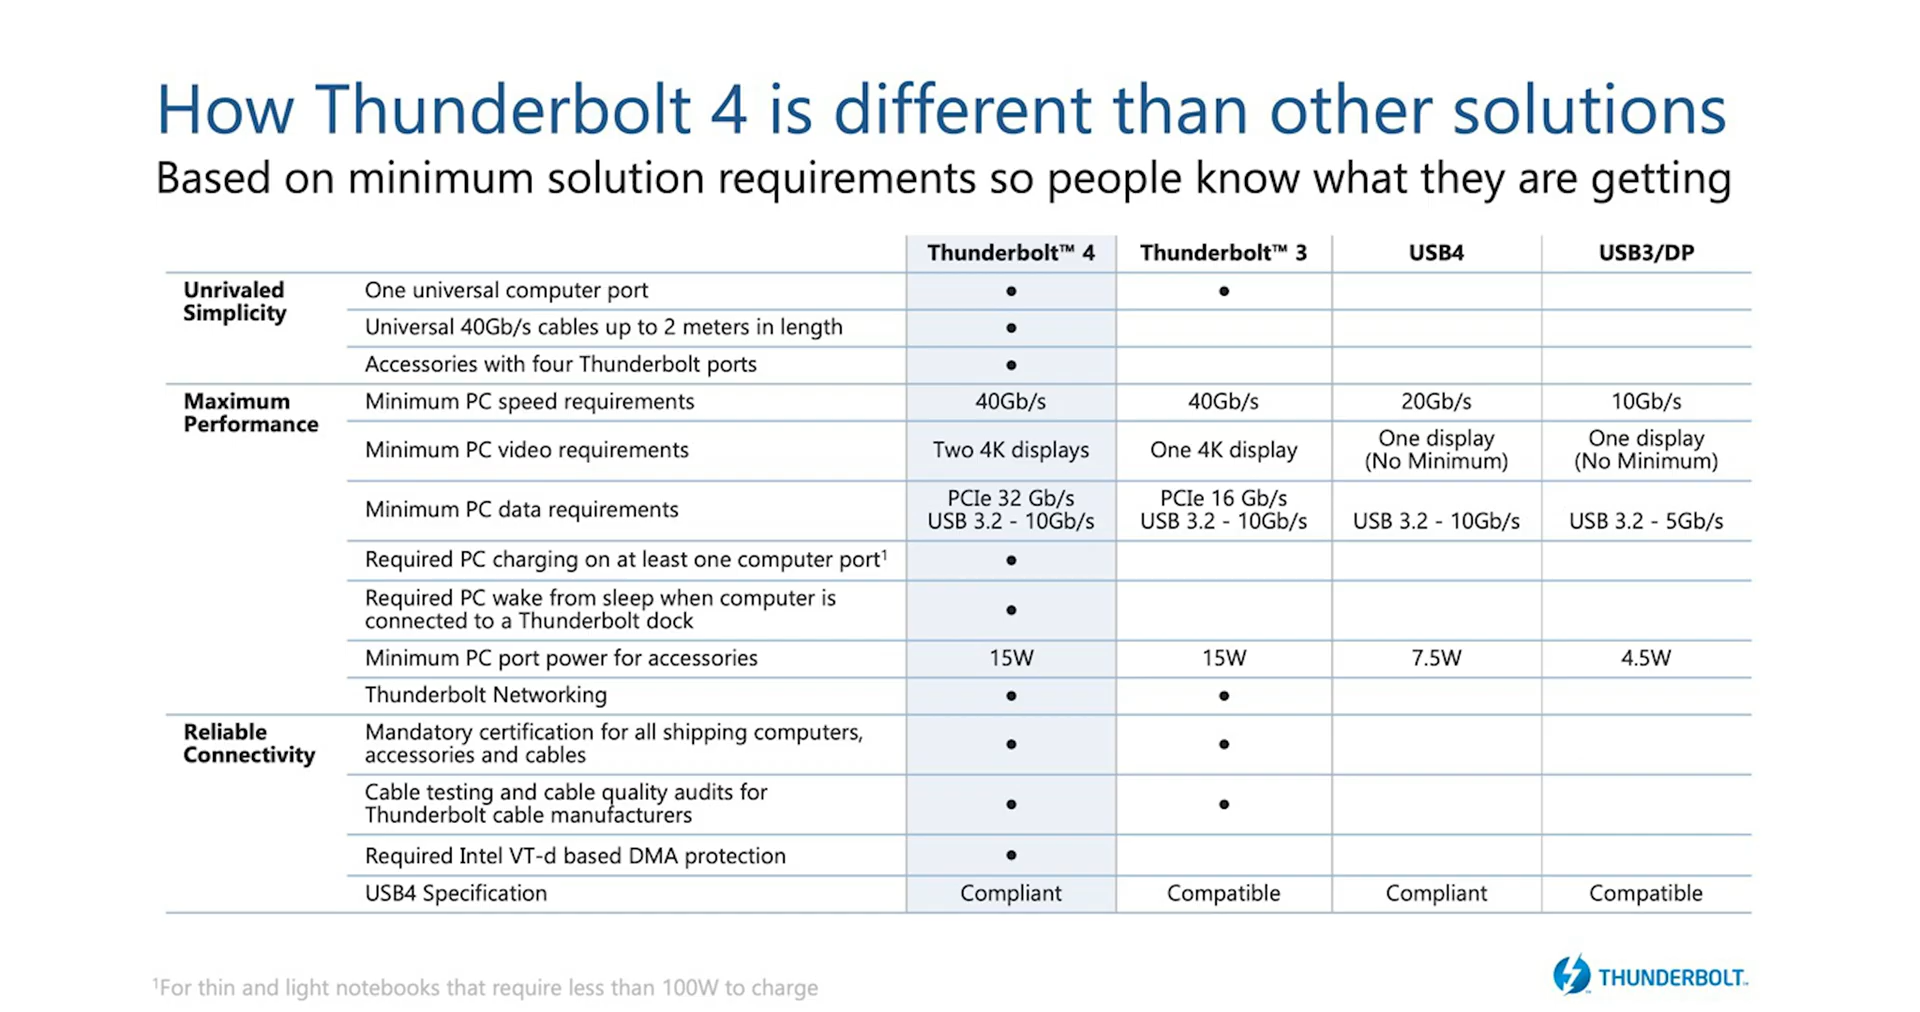 How Thunderbolt 4 is different than other solutions
Based on minimum solution requirements so people know what they are getting
Thunderbolt™ 4 Thunderbolt™ 3 USB4 USB3/DP
Unrivaled
Simplicity
One universal computer port • •
Universal 40Gb/s cables up to 2 meters in length •
Accessories with four Thunderbolt ports •
Maximum
Performance
Minimum PC speed requirements 40Gb/s 40Gb/s 20Gb/s 10Gb/s
Minimum PC video requirements Two 4K displays One 4K display One display (No Minimum) One display (No Minimum)
Minimum PC data requirements PCIe 32 Gb/s USB 3.2 - 10Gb/s PCIe 16 Gb/s USB 3.2 - 10Gb/s USB 3.2 - 10Gb/s USB 3.2 - 5Gb/s
Required PC charging on at least one computer port¹ •
Required PC wake from sleep when computer is
connected to a Thunderbolt dock •
Minimum PC port power for accessories 15W 15W 7.5W 4.5W
Thunderbolt Networking • •
Reliable
Connectivity
Mandatory certification for all shipping computers,
accessories and cables • •
Cable testing and cable quality audits for
Thunderbolt cable manufacturers • •
Required Intel VT-d based DMA protection •
USB4 Specification Compliant Compatible Compliant Compatible
¹For thin and light notebooks that require less than 100W to charge
THUNDERBOLT™